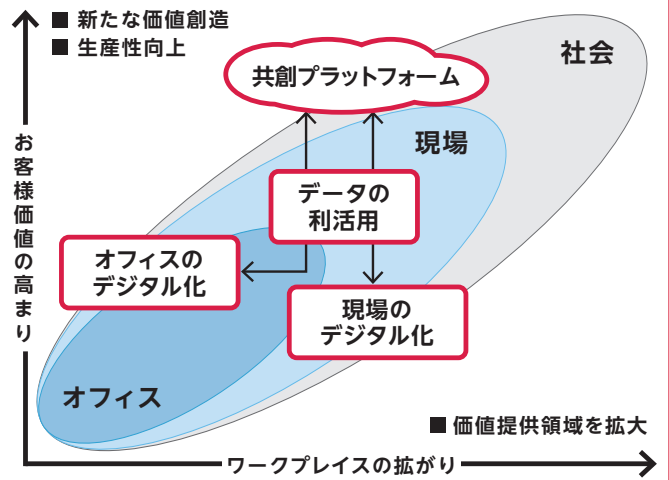 ■ 新たな価値創造
■ 生産性向上
社会
共創プラットフォーム
現場
お客様価値の高まり
データの
利活用
オフィスの
デジタル化
現場の
デジタル化
オフィス
■ 価値提供領域を拡大
ワークプレイスの拡がり